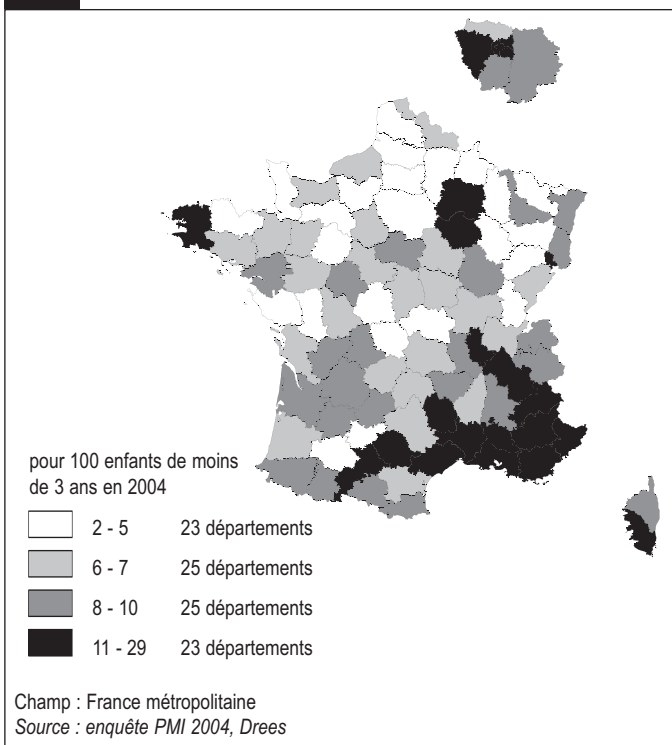 pour 100 enfants de moins
de 3 ans en 2004
2 - 5 23 départements
6 - 7 25 départements
8 - 10 25 départements
11 - 29 23 départements
Champ : France métropolitaine
Source : enquête PMI 2004, Drees